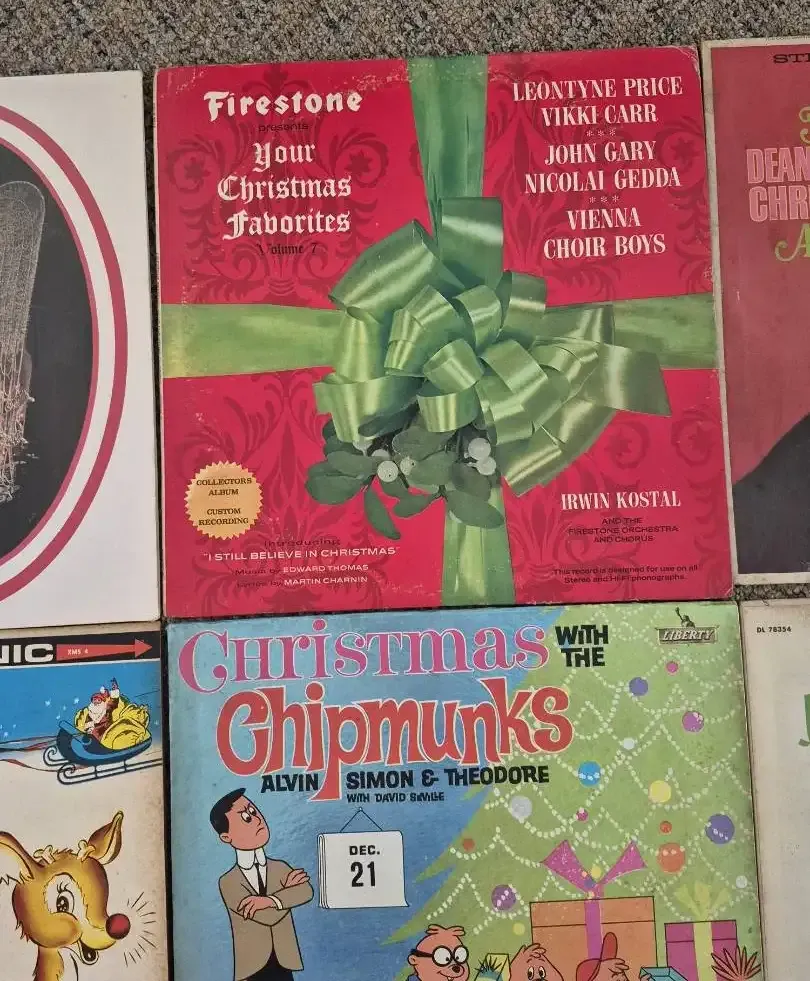 Firestone
presents
Your
Christmas
Favorites
Volume 7
LEONTYNE PRICE
VIKKI CARR
***
JOHN GARY
NICOLAI GEDDA
***
VIENNA
CHOIR BOYS
COLLECTORS
ALBUM
CUSTOM
RECORDING
Introducing
"I STILL BELIEVE IN CHRISTMAS"
Music by EDWARD THOMAS
Lyrics by MARTIN CHARNIN
IRWIN KOSTAL
AND THE
FIRESTONE ORCHESTRA
AND CHORUS
This record is designed for use on all
Stereo and Hi-Fi phonographs.
DEAN
CHR
NIC
XMS 4
CHRISTMAS WITH
THE
Chipmunks
ALVIN SIMON & THEODORE
WITH DAVID SEVILLE
LIBERTY
DEC.
21
DL 78354